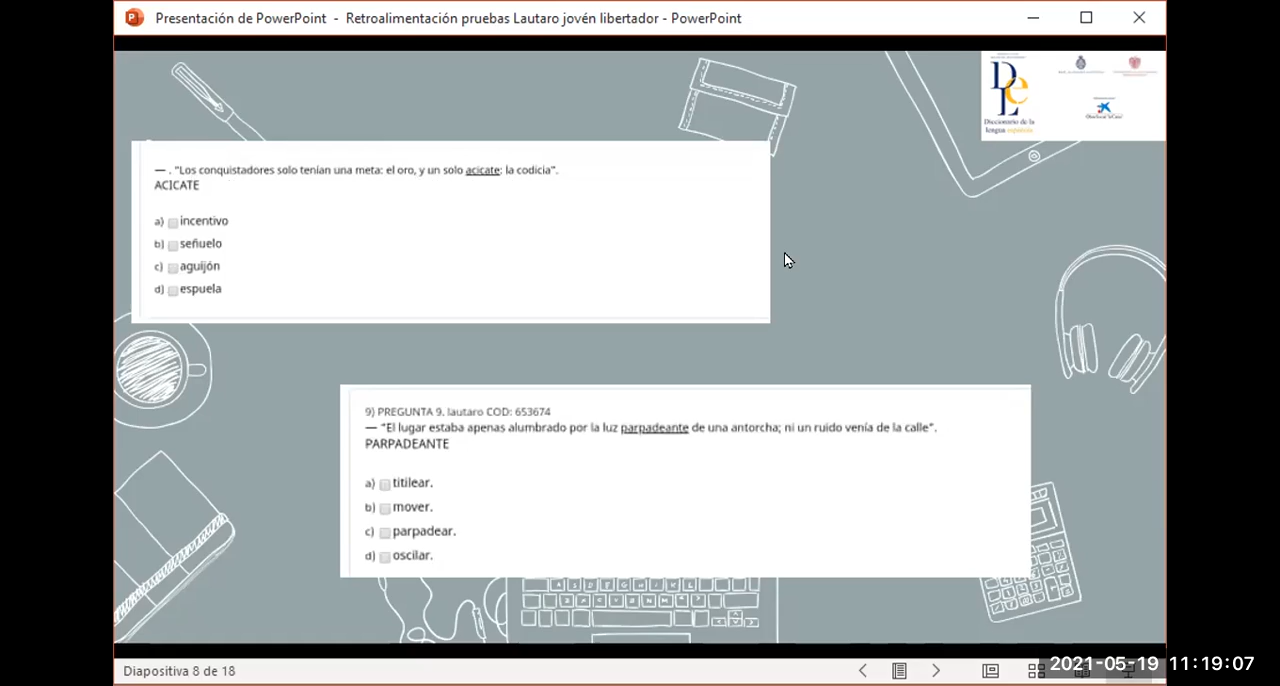 Presentación de PowerPoint - Retroalimentación pruebas Lautaro jovén libertador - PowerPoint
DLe
Diccionario de la
lengua española
— . "Los conquistadores solo tenían una meta: el oro, y un solo acicate: la codicia".
ACICATE
a) incentivo
b) señuelo
c) aguijón
d) espuela
9) PREGUNTA 9. lautaro COD: 653674
— "El lugar estaba apenas alumbrado por la luz parpadeante de una antorcha; ni un ruido venía de la calle".
PARPADEANTE
a) titilear.
b) mover.
c) parpadear.
d) oscilar.
Diapositiva 8 de 18
2021-05-19 11:19:07